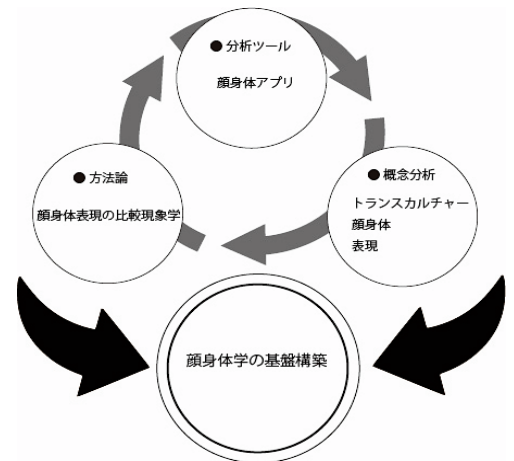 ● 分析ツール
顔身体アプリ
● 方法論
顔身体表現の比較現象学
● 概念分析
トランスカルチャー
顔身体
表現
顔身体学の基盤構築